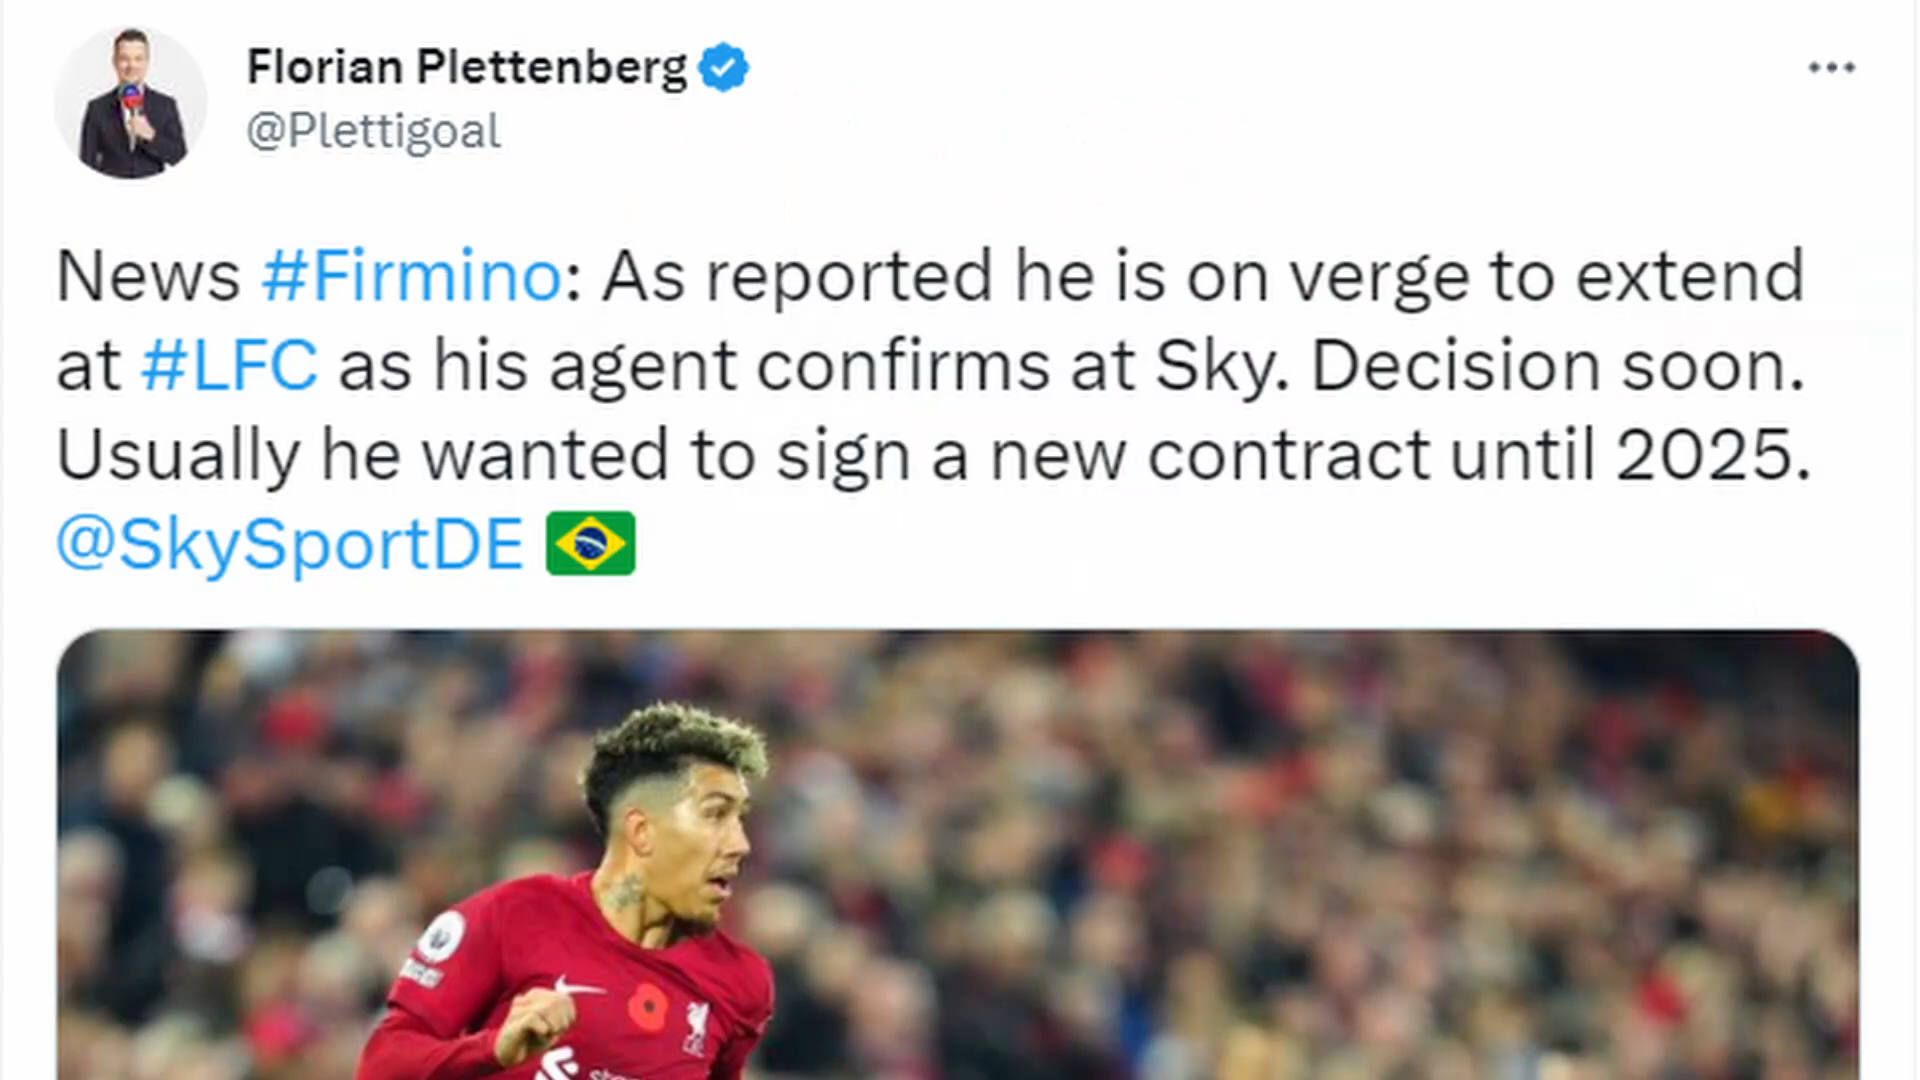 Florian Plettenberg
@Plettigoal
News #Firmino: As reported he is on verge to extend
at #LFC as his agent confirms at Sky. Decision soon.
Usually he wanted to sign a new contract until 2025.
@SkySportDE